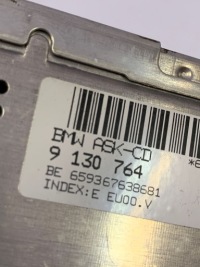 BMW ASK-CD
9 130 764
BE 659367638681
INDEX:E EU00.V